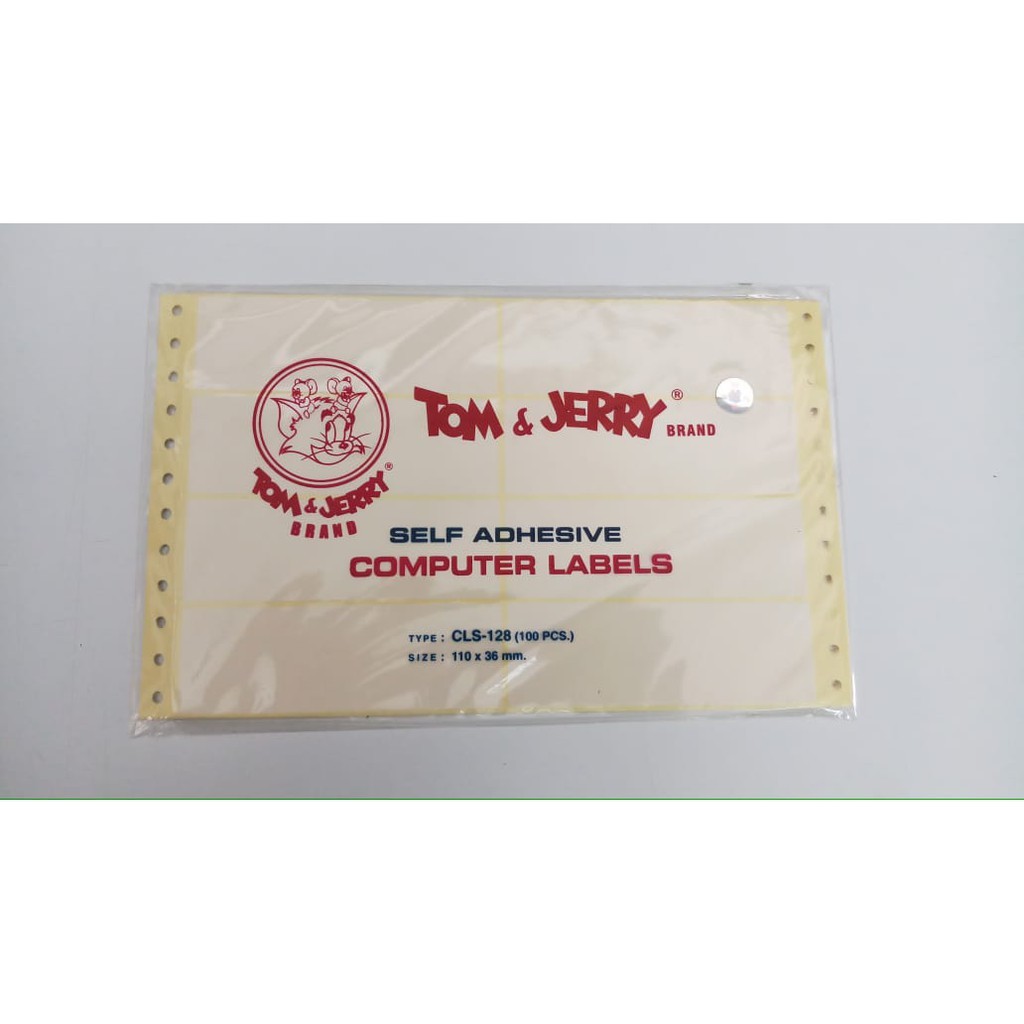 TOM & JERRY ®
BRAND
TOM & JERRY ®
BRAND
SELF ADHESIVE
COMPUTER LABELS
TYPE : CLS-128 (100 PCS.)
SIZE : 110 x 36 mm.